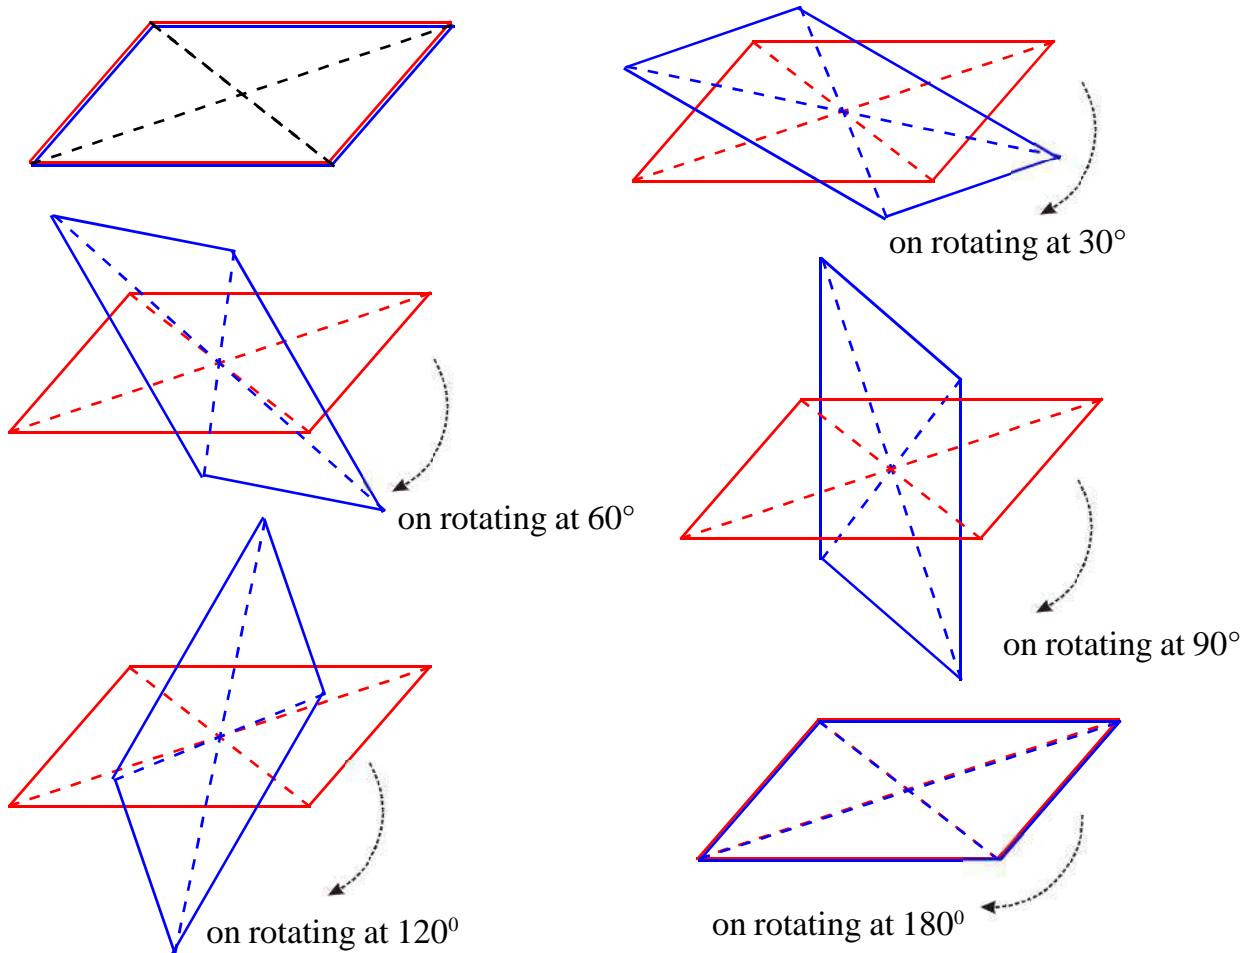 on rotating at 30°
on rotating at 60°
on rotating at 90°
on rotating at 120⁰
on rotating at 180⁰